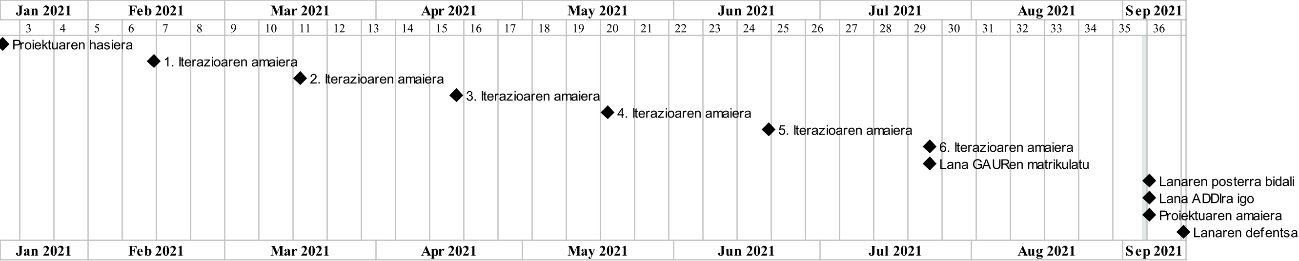 Jan 2021 Feb 2021 Mar 2021 Apr 2021 May 2021 Jun 2021 Jul 2021 Aug 2021 Sep 2021
3 4 5 6 7 8 9 10 11 12 13 14 15 16 17 18 19 20 21 22 23 24 25 26 27 28 29 30 31 32 33 34 35 36
Proiektuaren hasiera
1. Iterazioaren amaiera
2. Iterazioaren amaiera
3. Iterazioaren amaiera
4. Iterazioaren amaiera
5. Iterazioaren amaiera
6. Iterazioaren amaiera
Lana GAURen matrikulatu
Lanaren posterra bidali
Lana ADDIra igo
Proiektuaren amaiera
Lanaren defentsa
Jan 2021 Feb 2021 Mar 2021 Apr 2021 May 2021 Jun 2021 Jul 2021 Aug 2021 Sep 2021